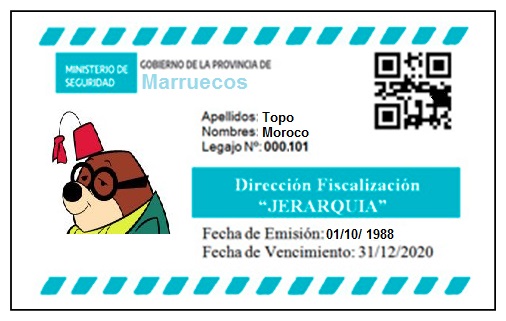 MINISTERIO DE
SEGURIDAD
GOBIERNO DE LA PROVINCIA DE
Marruecos
Apellidos: Topo
Nombres: Moroco
Legajo Nº: 000.101
Dirección Fiscalización
“JERARQUIA”
Fecha de Emisión: 01/10/ 1988
Fecha de Vencimiento: 31/12/2020